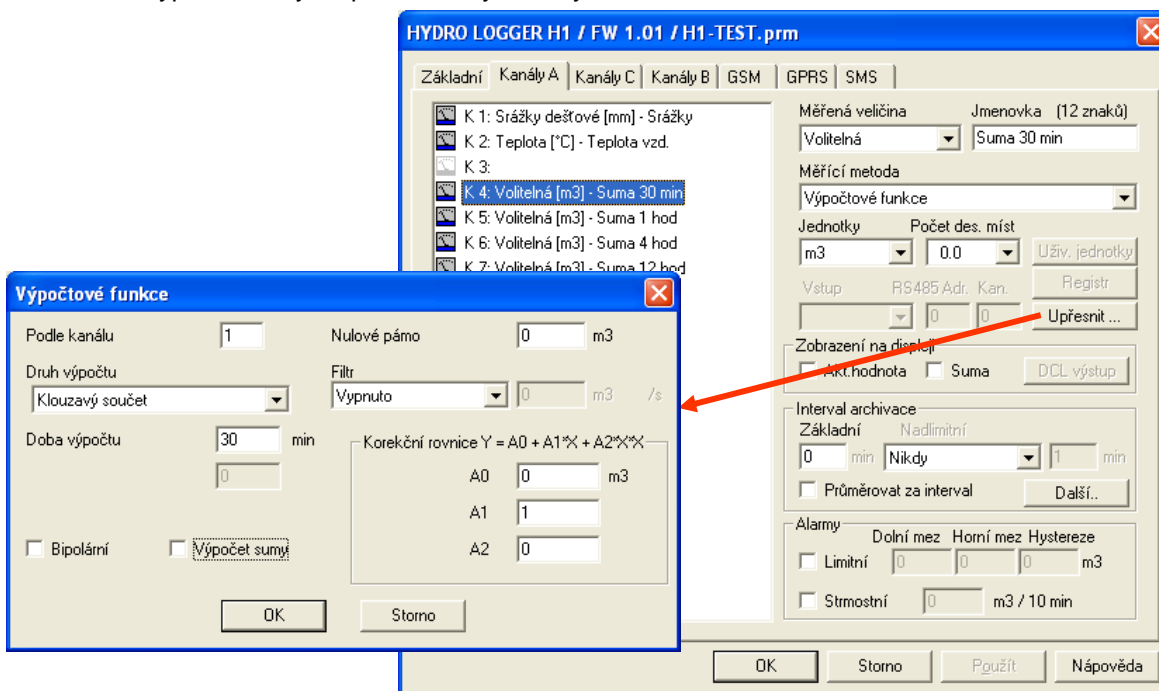 HYDRO LOGGER H1 / FW 1.01 / H1-TEST.prm
Základní Kanály A Kanály C Kanály B GSM GPRS SMS
K 1: Srážky dešťové [mm] - Srážky
K 2: Teplota [°C] - Teplota vzd.
K 3:
K 4: Volitelná [m3] - Suma 30 min
K 5: Volitelná [m3] - Suma 1 hod
K 6: Volitelná [m3] - Suma 4 hod
K 7: Volitelná [m3] - Suma 12 hod
Měřená veličina Jmenovka (12 znaků)
Volitelná Suma 30 min
Měřící metoda
Výpočtové funkce
Jednotky Počet des. míst
m3 0.0 Uživ. jednotky
Vstup RS485 Adr. Kan. Registr
0 0 Upřesnit ...
Zobrazení na displeji
Akt.hodnota Suma DCL výstup
Interval archivace
Základní Nadlimitní
0 min Nikdy 1 min
Průměrovat za interval Další..
Alarmy
Dolní mez Horní mez Hystereze
Limitní 0 0 0 m3
Strmostní 0 m3 / 10 min
OK Storno Použít Nápověda
Výpočtové funkce
Podle kanálu 1 Nulové pámo 0 m3
Druh výpočtu Filtr
Klouzavý součet Vypnuto 0 m3 /s
Doba výpočtu 30 min Korekční rovnice Y = A0 + A1*X + A2*X*X
0 A0 0 m3
A1 1
Bipolární Výpočet sumy A2 0
OK Storno